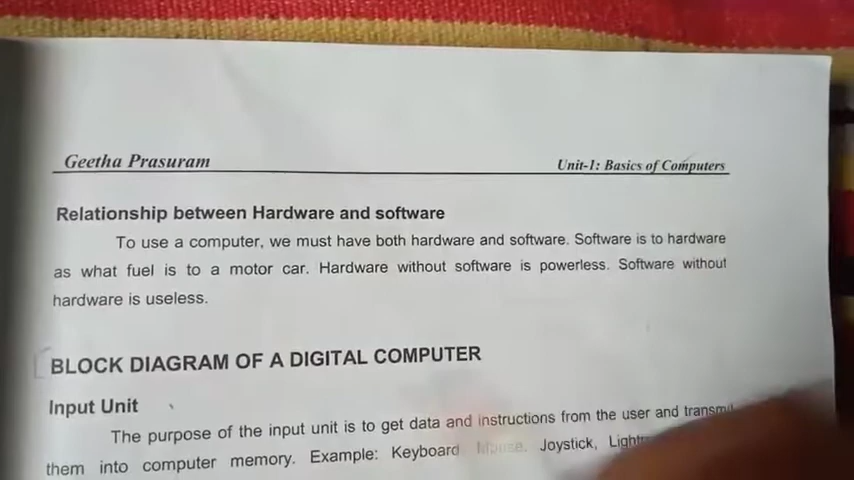 Geetha Prasuram
Unit-1: Basics of Computers
Relationship between Hardware and software
To use a computer, we must have both hardware and software. Software is to hardware
as what fuel is to a motor car. Hardware without software is powerless. Software without
hardware is useless.
BLOCK DIAGRAM OF A DIGITAL COMPUTER
Input Unit
The purpose of the input unit is to get data and instructions from the user and
them into computer memory. Example: Keyboard Mouse, Joystick,